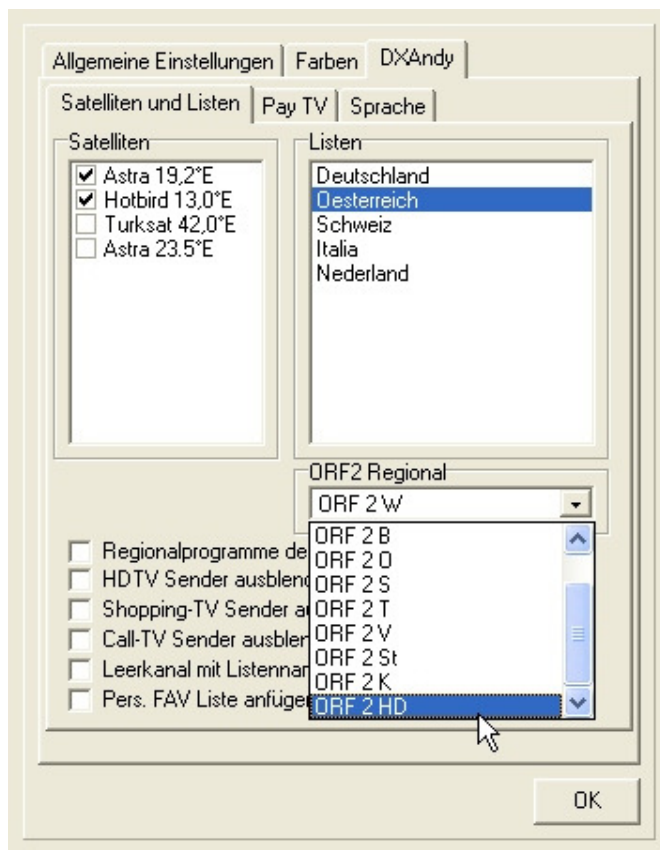 Allgemeine Einstellungen Farben DXAndy
Satelliten und Listen Pay TV Sprache
Satelliten
Astra 19,2°E
Hotbird 13,0°E
Turksat 42,0°E
Astra 23.5°E
Listen
Deutschland
Oesterreich
Schweiz
Italia
Nederland
ORF2 Regional
ORF 2 W
ORF 2 B
ORF 2 O
ORF 2 S
ORF 2 T
ORF 2 V
ORF 2 St
ORF 2 K
ORF 2 HD
Regionalprogramme de
HDTV Sender ausblend
Shopping-TV Sender a
Call-TV Sender ausblen
Leerkanal mit Listennan
Pers. FAV Liste anfüge
OK